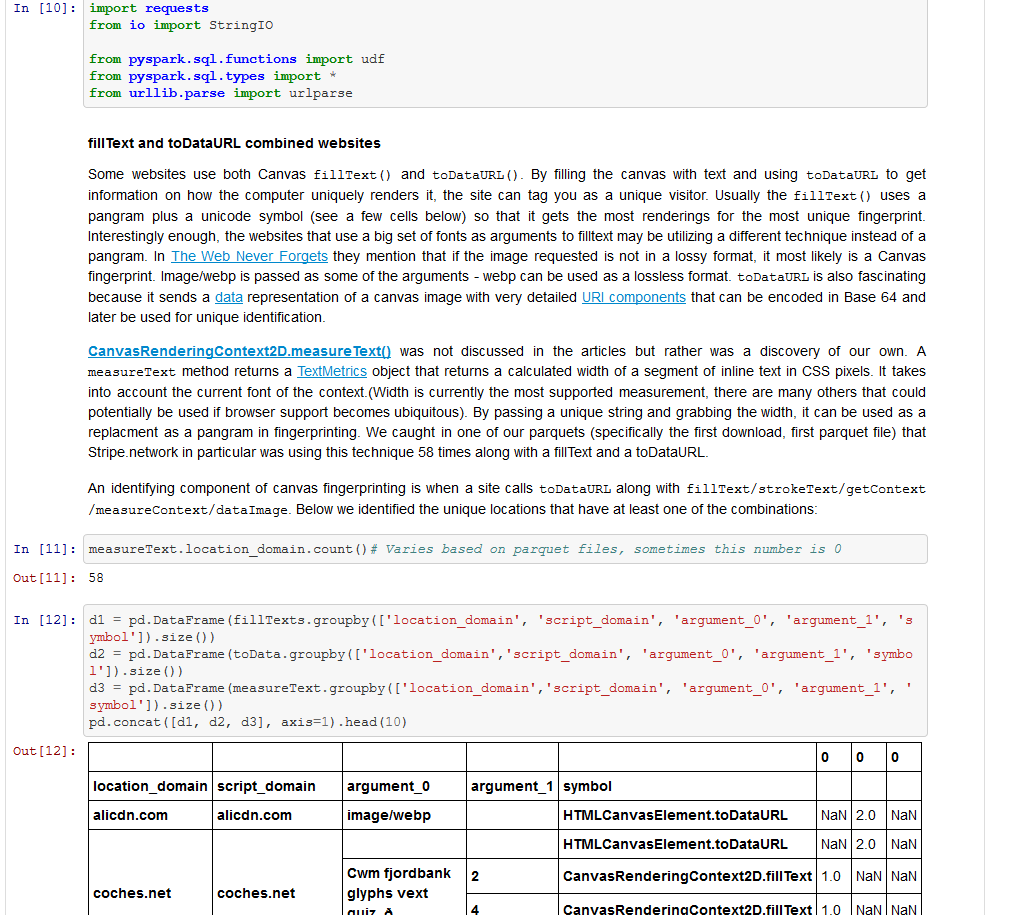 In [10]: import requests
from io import StringIO
from pyspark.sql.functions import udf
from pyspark.sql.types import *
from urllib.parse import urlparse
fillText and toDataURL combined websites
Some websites use both Canvas fillText() and toDataURL(). By filling the canvas with text and using toDataURL to get
information on how the computer uniquely renders it, the site can tag you as a unique visitor. Usually the fillText() uses a
pangram plus a unicode symbol (see a few cells below) so that it gets the most renderings for the most unique fingerprint.
Interestingly enough, the websites that use a big set of fonts as arguments to filltext may be utilizing a different technique instead of a
pangram. In The Web Never Forgets they mention that if the image requested is not in a lossy format, it most likely is a Canvas
fingerprint. Image/webp is passed as some of the arguments - webp can be used as a lossless format. toDataURL is also fascinating
because it sends a data representation of a canvas image with very detailed URI components that can be encoded in Base 64 and
later be used for unique identification.
CanvasRenderingContext2D.measureText() was not discussed in the articles but rather was a discovery of our own. A
measureText method returns a TextMetrics object that returns a calculated width of a segment of inline text in CSS pixels. It takes
into account the current font of the context.(Width is currently the most supported measurement, there are many others that could
potentially be used if browser support becomes ubiquitous). By passing a unique string and grabbing the width, it can be used as a
replacment as a pangram in fingerprinting. We caught in one of our parquets (specifically the first download, first parquet file) that
Stripe.network in particular was using this technique 58 times along with a fillText and a toDataURL.
An identifying component of canvas fingerprinting is when a site calls toDataURL along with fillText/strokeText/getContext
/measureContext/dataImage. Below we identified the unique locations that have at least one of the combinations:
In [11]: measureText.location_domain.count()# Varies based on parquet files, sometimes this number is 0
Out[11]: 58
In [12]: d1 = pd.DataFrame(fillTexts.groupby(['location_domain', 'script_domain', 'argument_0', 'argument_1', 's
ymbol']).size())
d2 = pd.DataFrame(toData.groupby(['location_domain','script_domain', 'argument_0', 'argument_1', 'symbo
l']).size())
d3 = pd.DataFrame(measureText.groupby(['location_domain','script_domain', 'argument_0', 'argument_1', '
symbol']).size())
pd.concat([d1, d2, d3], axis=1).head(10)
Out[12]:
0 0 0
location_domain script_domain argument_0 argument_1 symbol
alicdn.com alicdn.com image/webp HTMLCanvasElement.toDataURL NaN 2.0 NaN
HTMLCanvasElement.toDataURL NaN 2.0 NaN
Cwm fjordbank
2 CanvasRenderingContext2D.fillText 1.0 NaN NaN
coches.net coches.net glyphs vext
quiz,
4 CanvasRenderingContext2D.fillText 1.0 NaN NaN